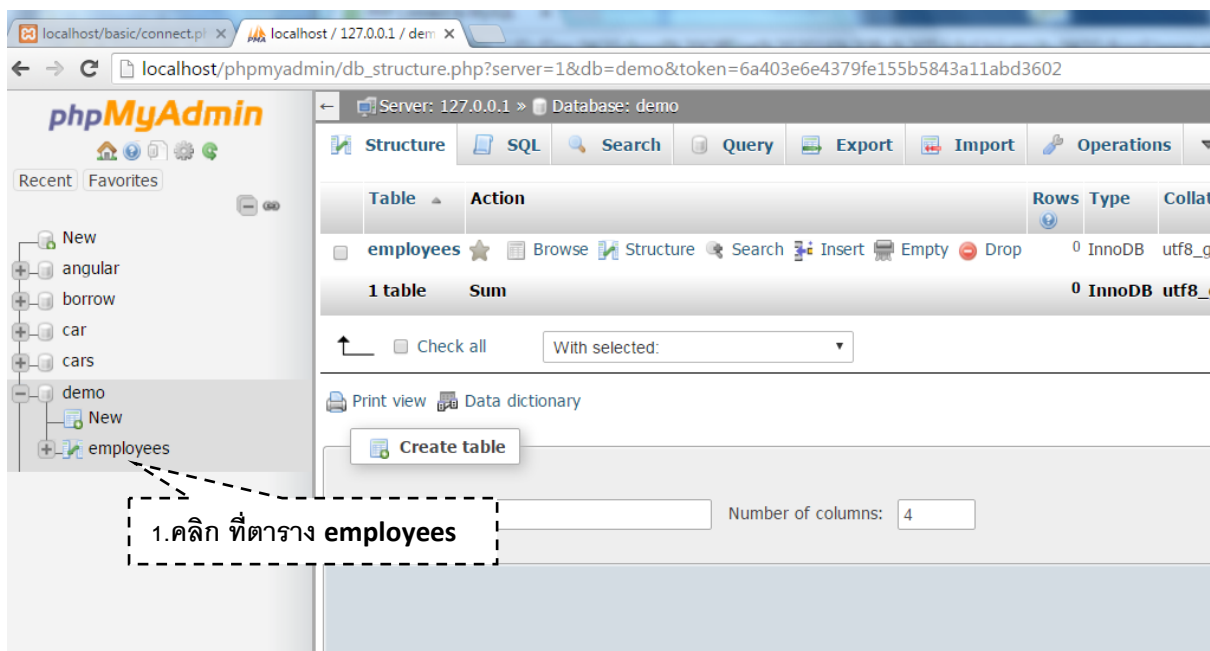 localhost/basic/connect.ph
localhost / 127.0.0.1 / dem
localhost/phpmyadmin/db_structure.php?server=1&db=demo&token=6a403e6e4379fe155b5843a11abd3602
phpMyAdmin
Recent Favorites
New
angular
borrow
car
cars
demo
New
employees
Server: 127.0.0.1 » Database: demo
Structure SQL Search Query Export Import Operations
Table Action Rows Type Collat
employees Browse Structure Search Insert Empty Drop 0 InnoDB utf8_g
1 table Sum 0 InnoDB utf8_
Check all With selected:
Print view Data dictionary
Create table
Number of columns: 4
1.คลิก ที่ตาราง employees